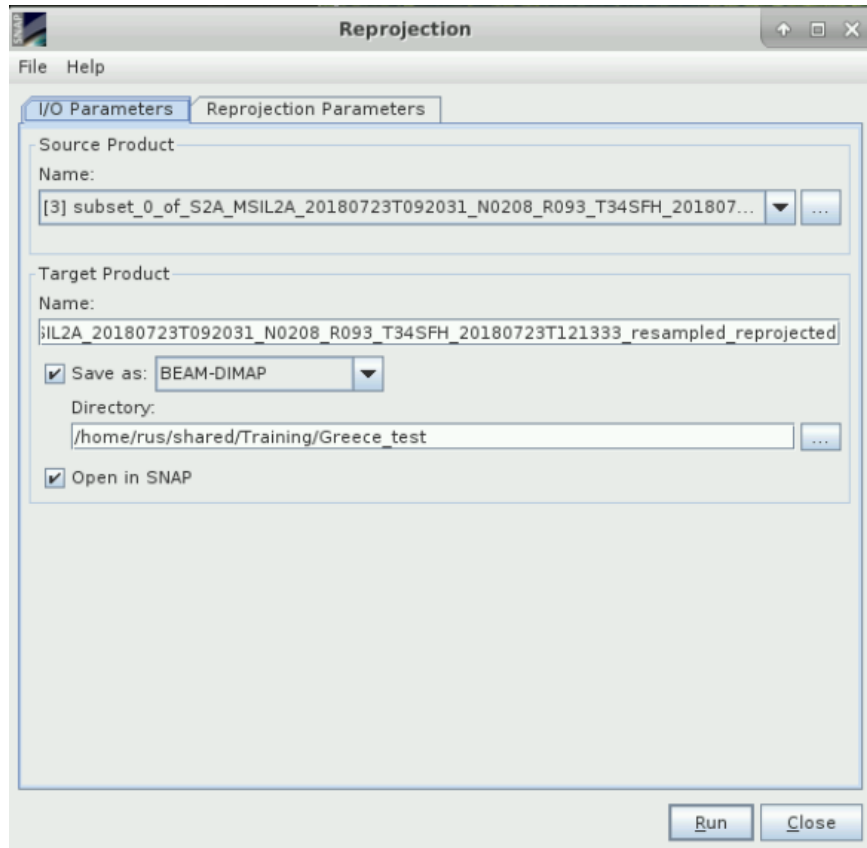 SNAP
Reprojection
File Help
I/O Parameters Reprojection Parameters
Source Product
Name:
[3] subset_0_of_S2A_MSIL2A_20180723T092031_N0208_R093_T34SFH_201807... ...
Target Product
Name:
SIL2A_20180723T092031_N0208_R093_T34SFH_20180723T121333_resampled_reprojected
Save as: BEAM-DIMAP
Directory:
/home/rus/shared/Training/Greece_test ...
Open in SNAP
Run Close